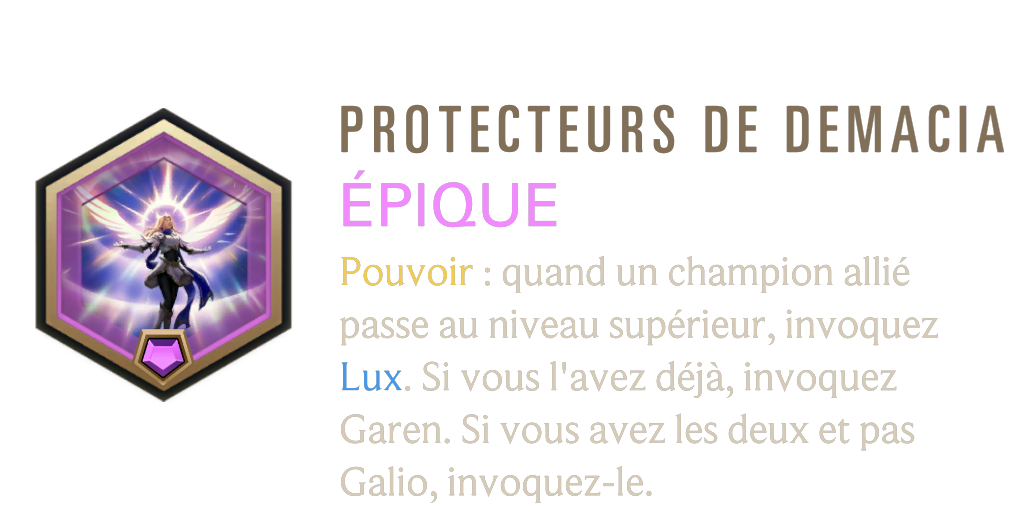 PROTECTEURS DE DEMACIA
ÉPIQUE
Pouvoir : quand un champion allié
passe au niveau supérieur, invoquez
Lux. Si vous l'avez déjà, invoquez
Garen. Si vous avez les deux et pas
Galio, invoquez-le.